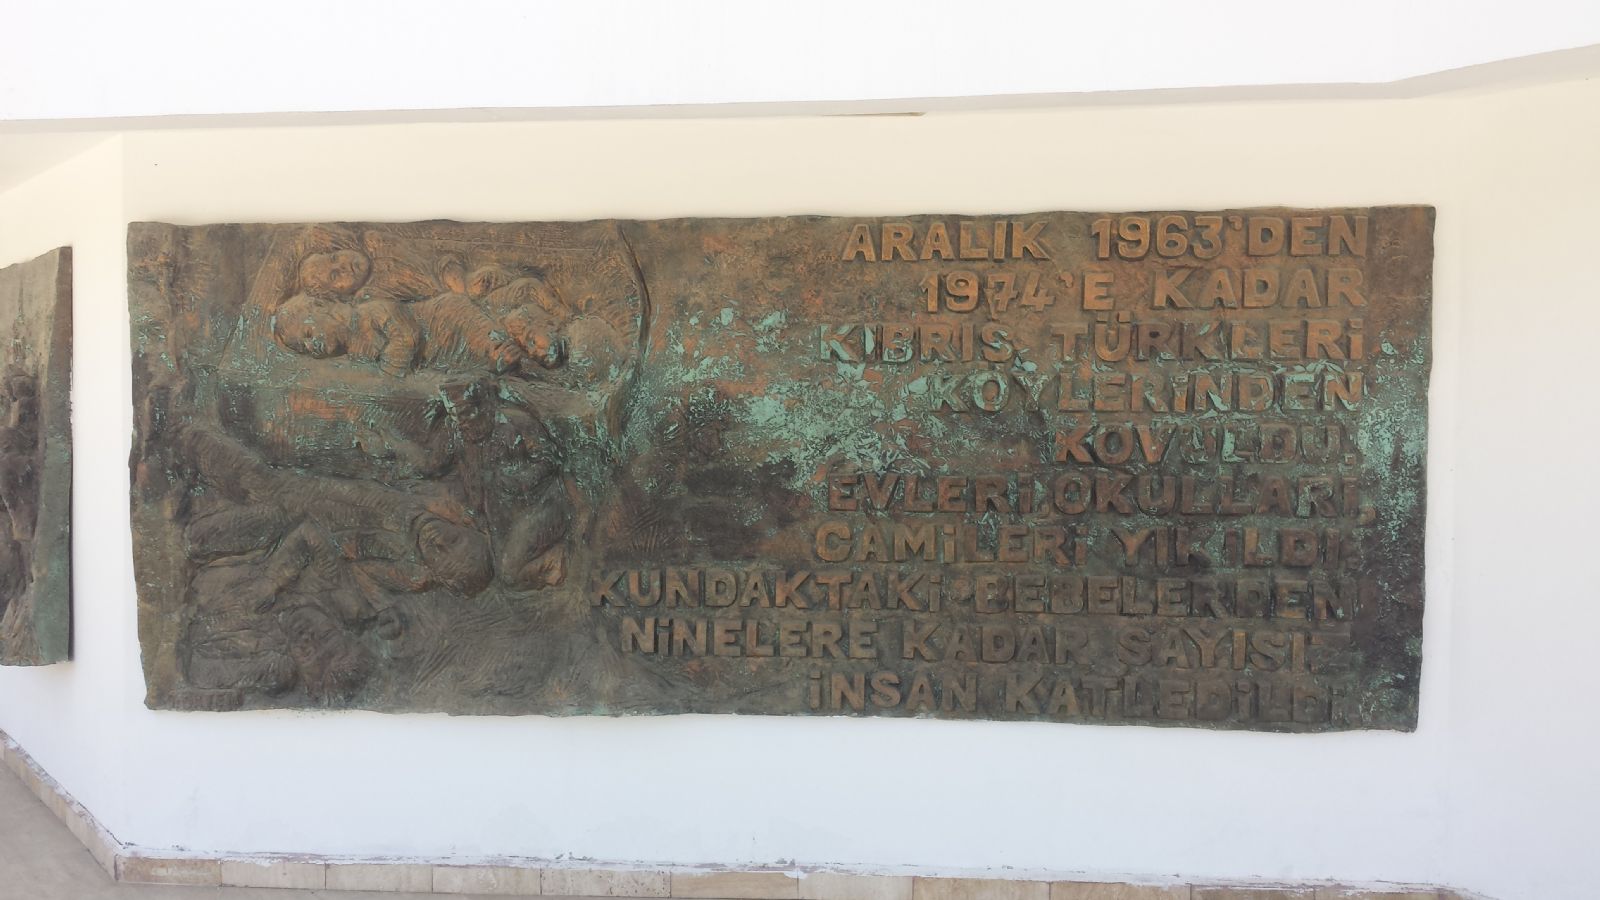 ARALIK 1963'DEN
1974'E KADAR
KIBRIS TÜRKLERİ
KÖYLERİNDEN
KOVULDU.
EVLERİ, OKULLARI,
CAMİLERİ YIKILDI.
KUNDAKTAKİ BEBELERDEN
NİNELERE KADAR SAYISIZ
İNSAN KATLEDİLDİ.